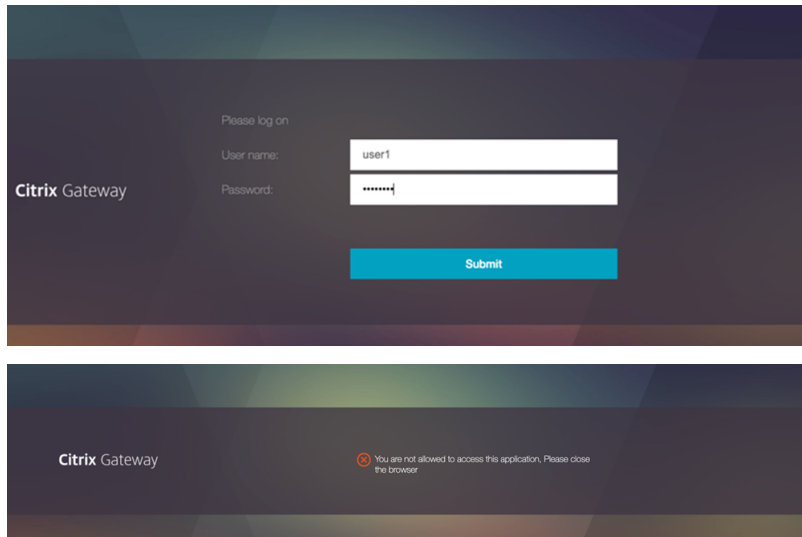 Please log on
User name:
user1
Citrix Gateway
Password:
••••••••
Submit
Citrix Gateway
You are not allowed to access this application, Please close
the browser